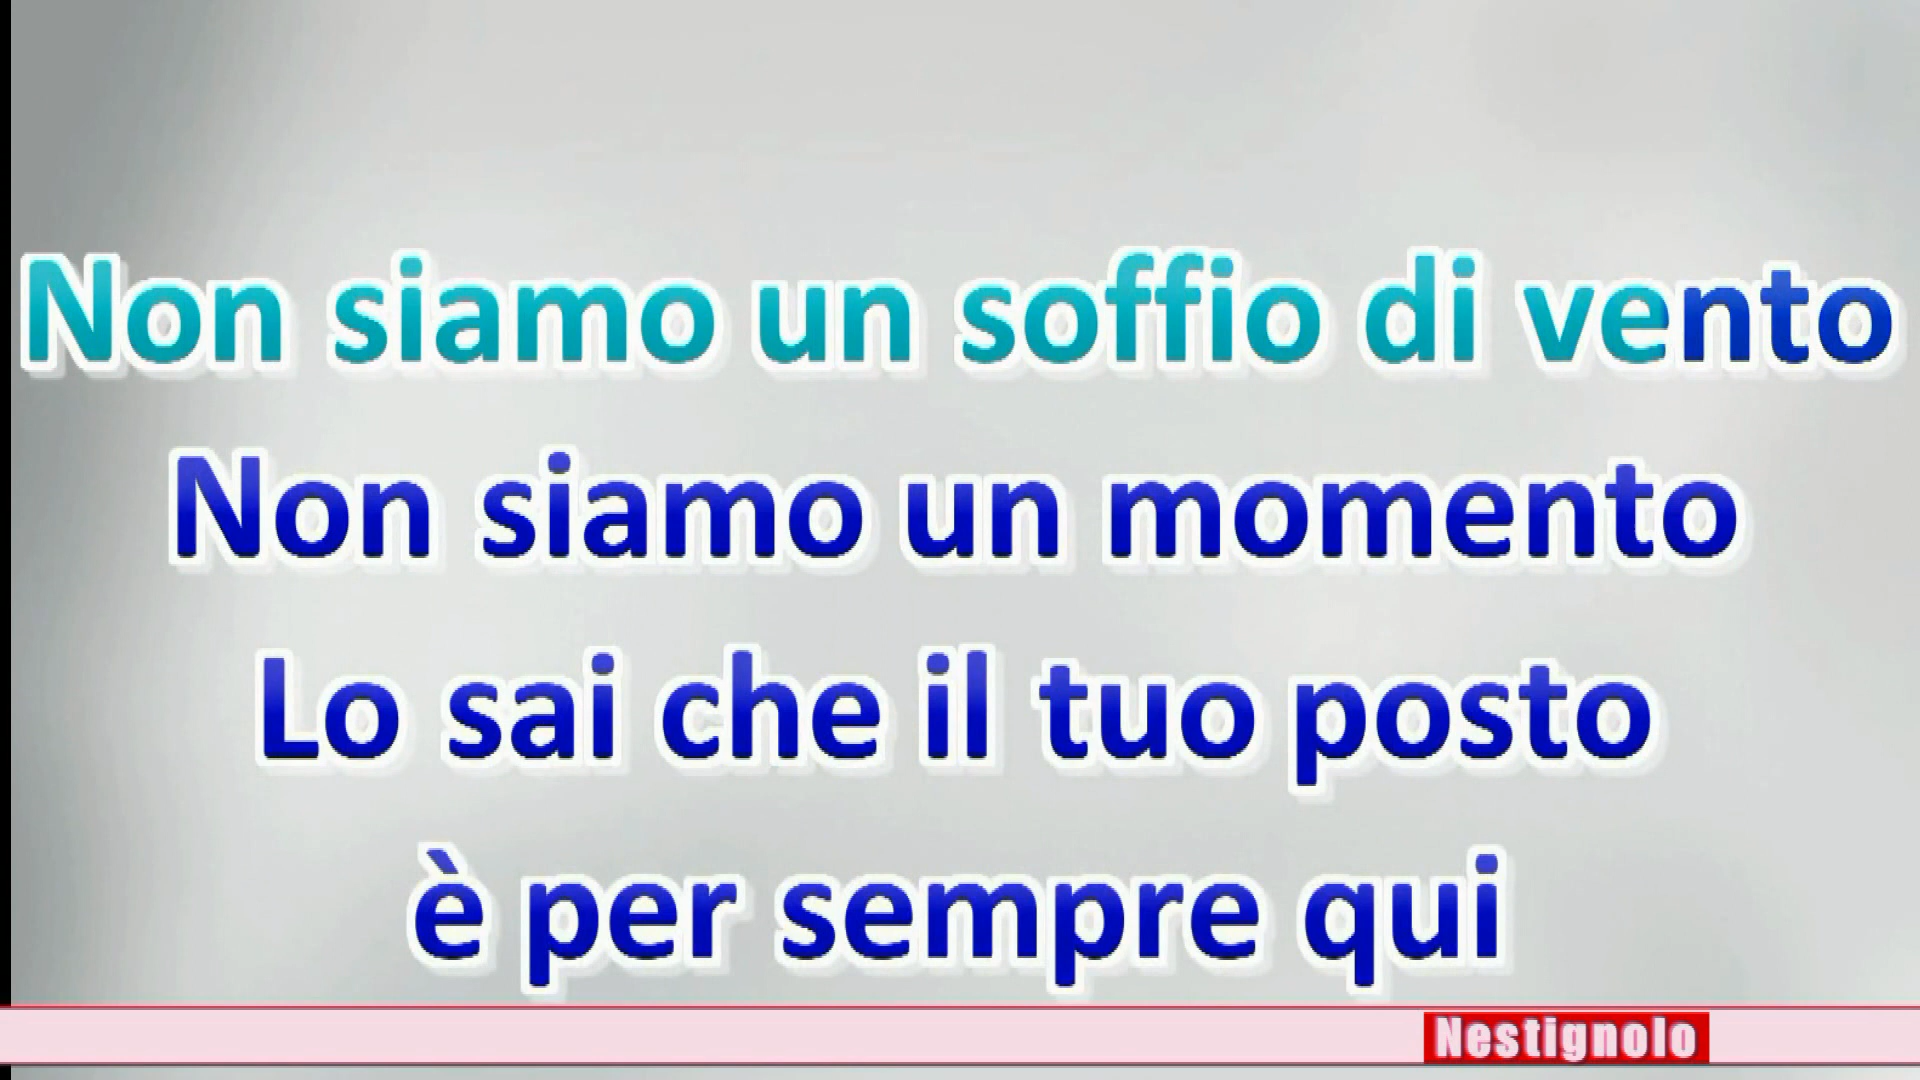 Non siamo un soffio di vento
Non siamo un momento
Lo sai che il tuo posto
è per sempre qui
Nestignolo